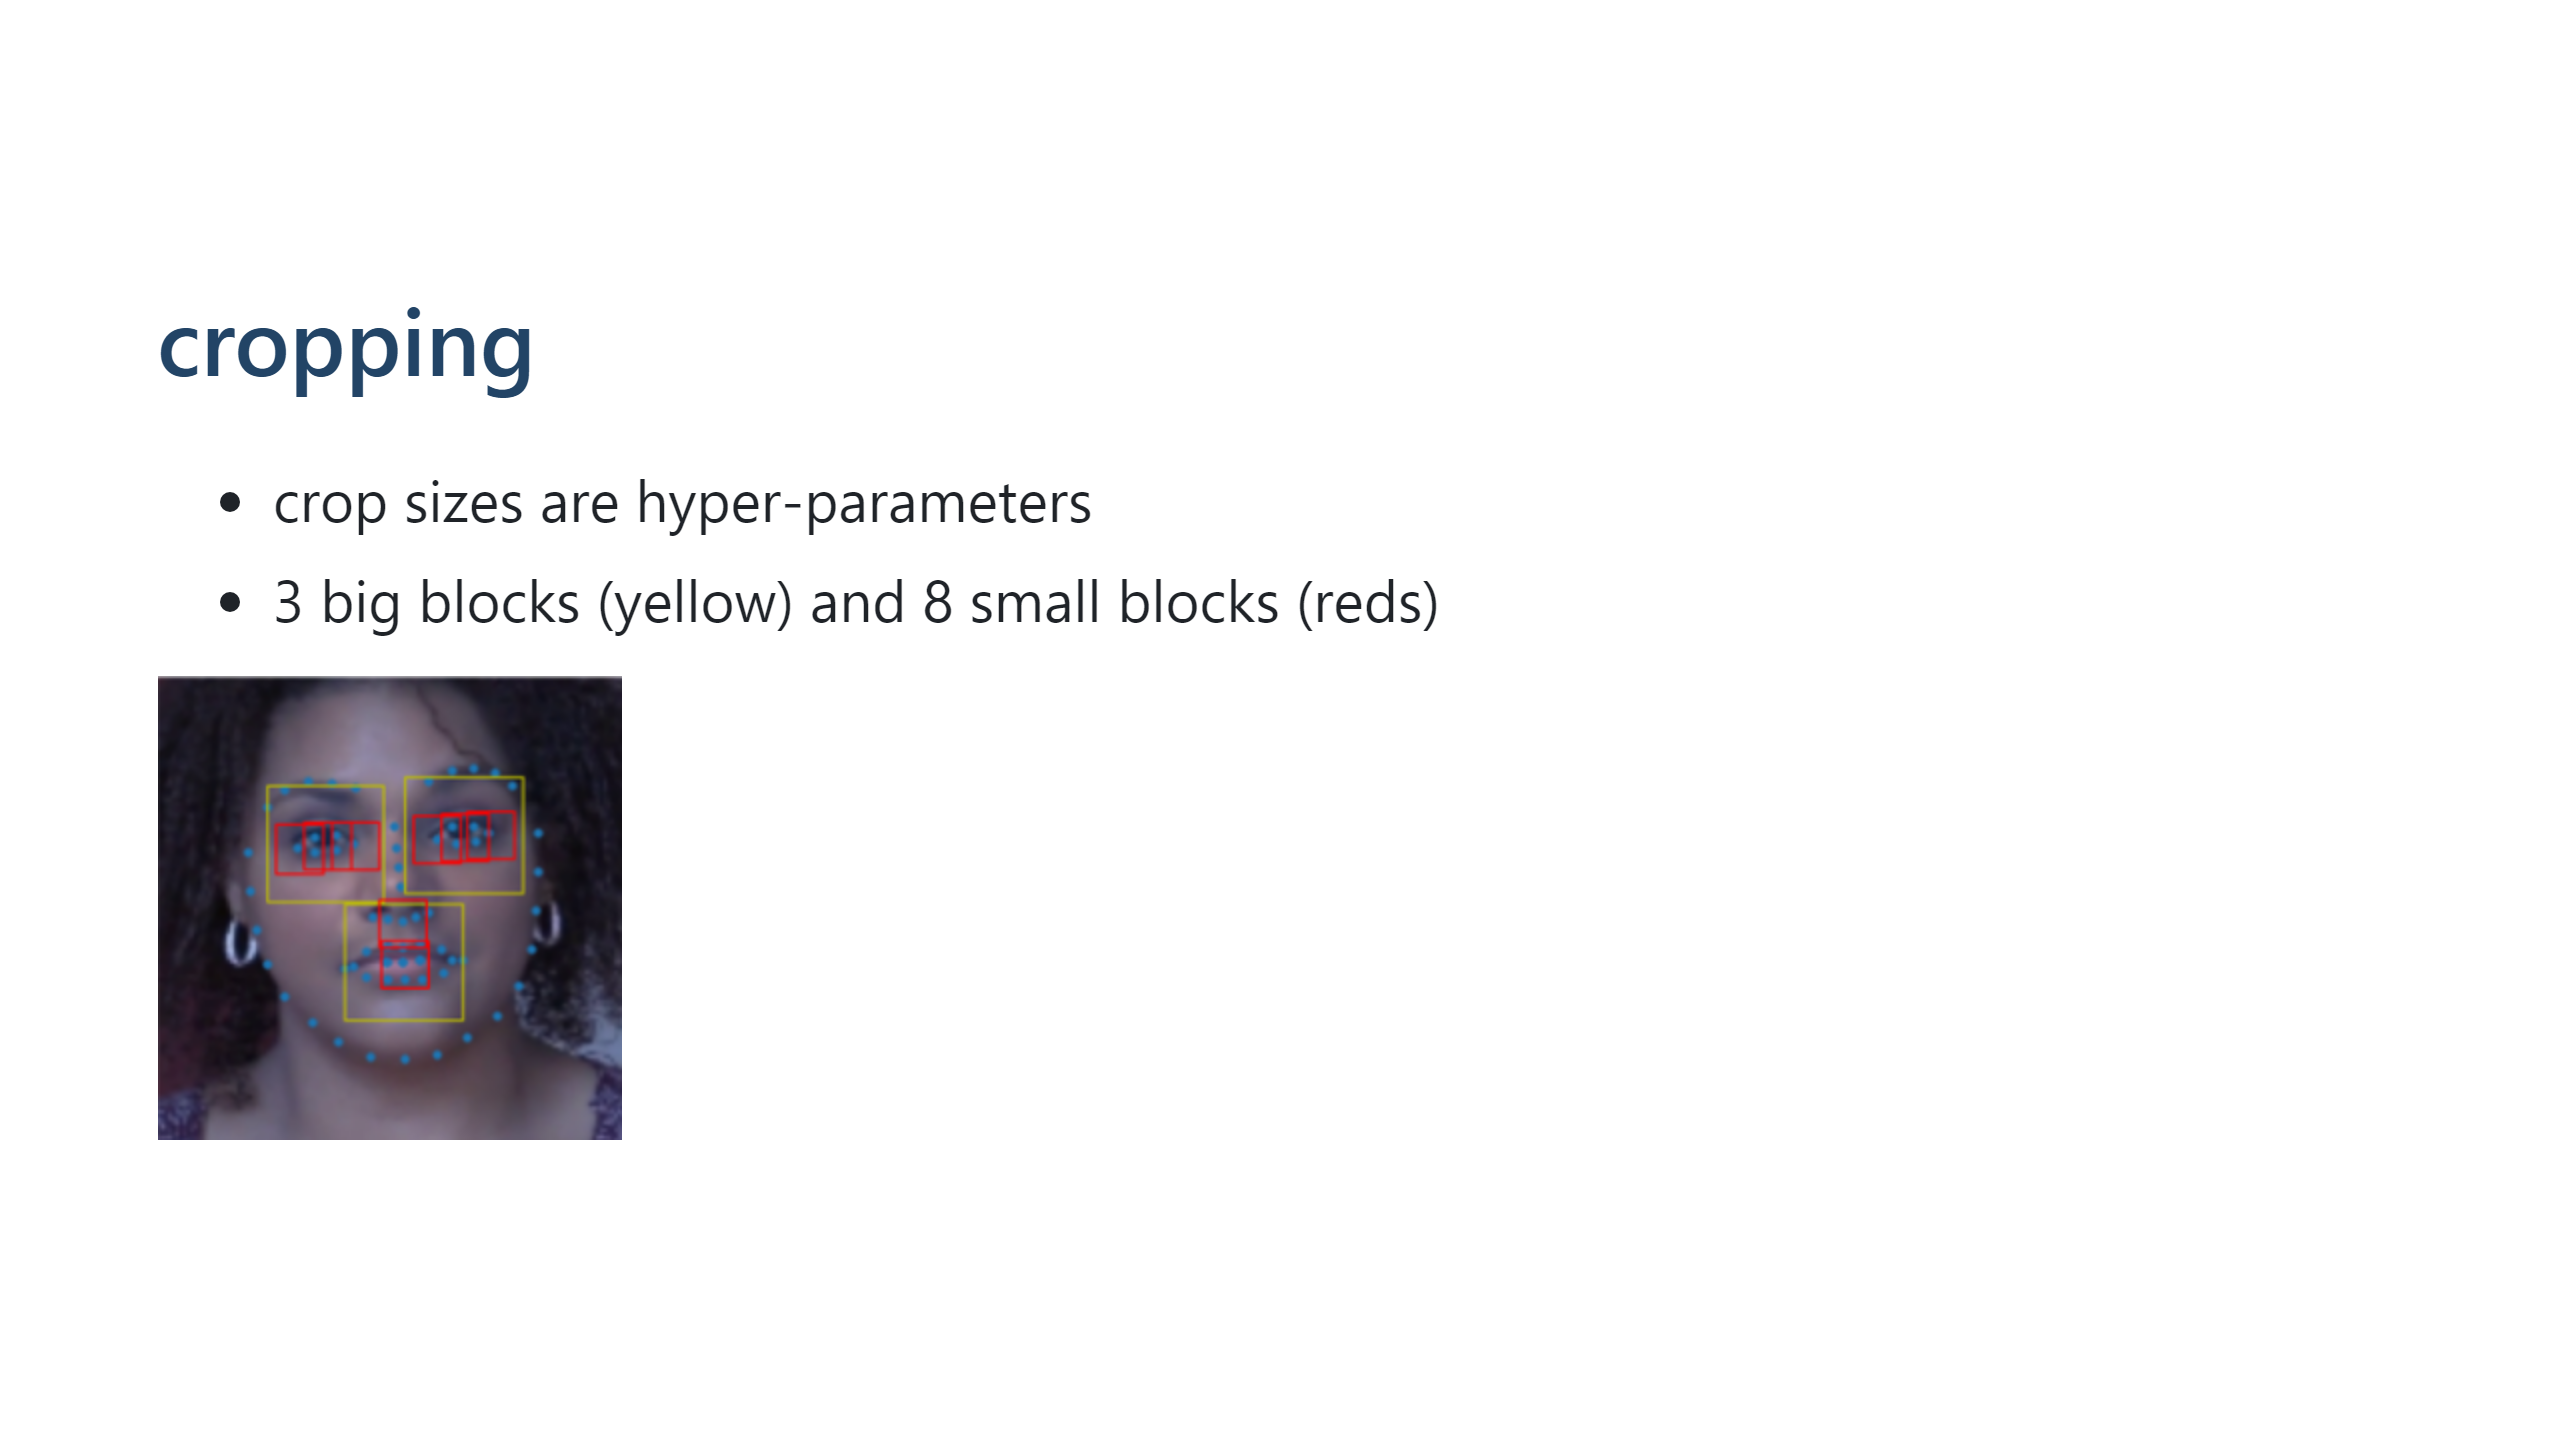 cropping
crop sizes are hyper-parameters
3 big blocks (yellow) and 8 small blocks (reds)